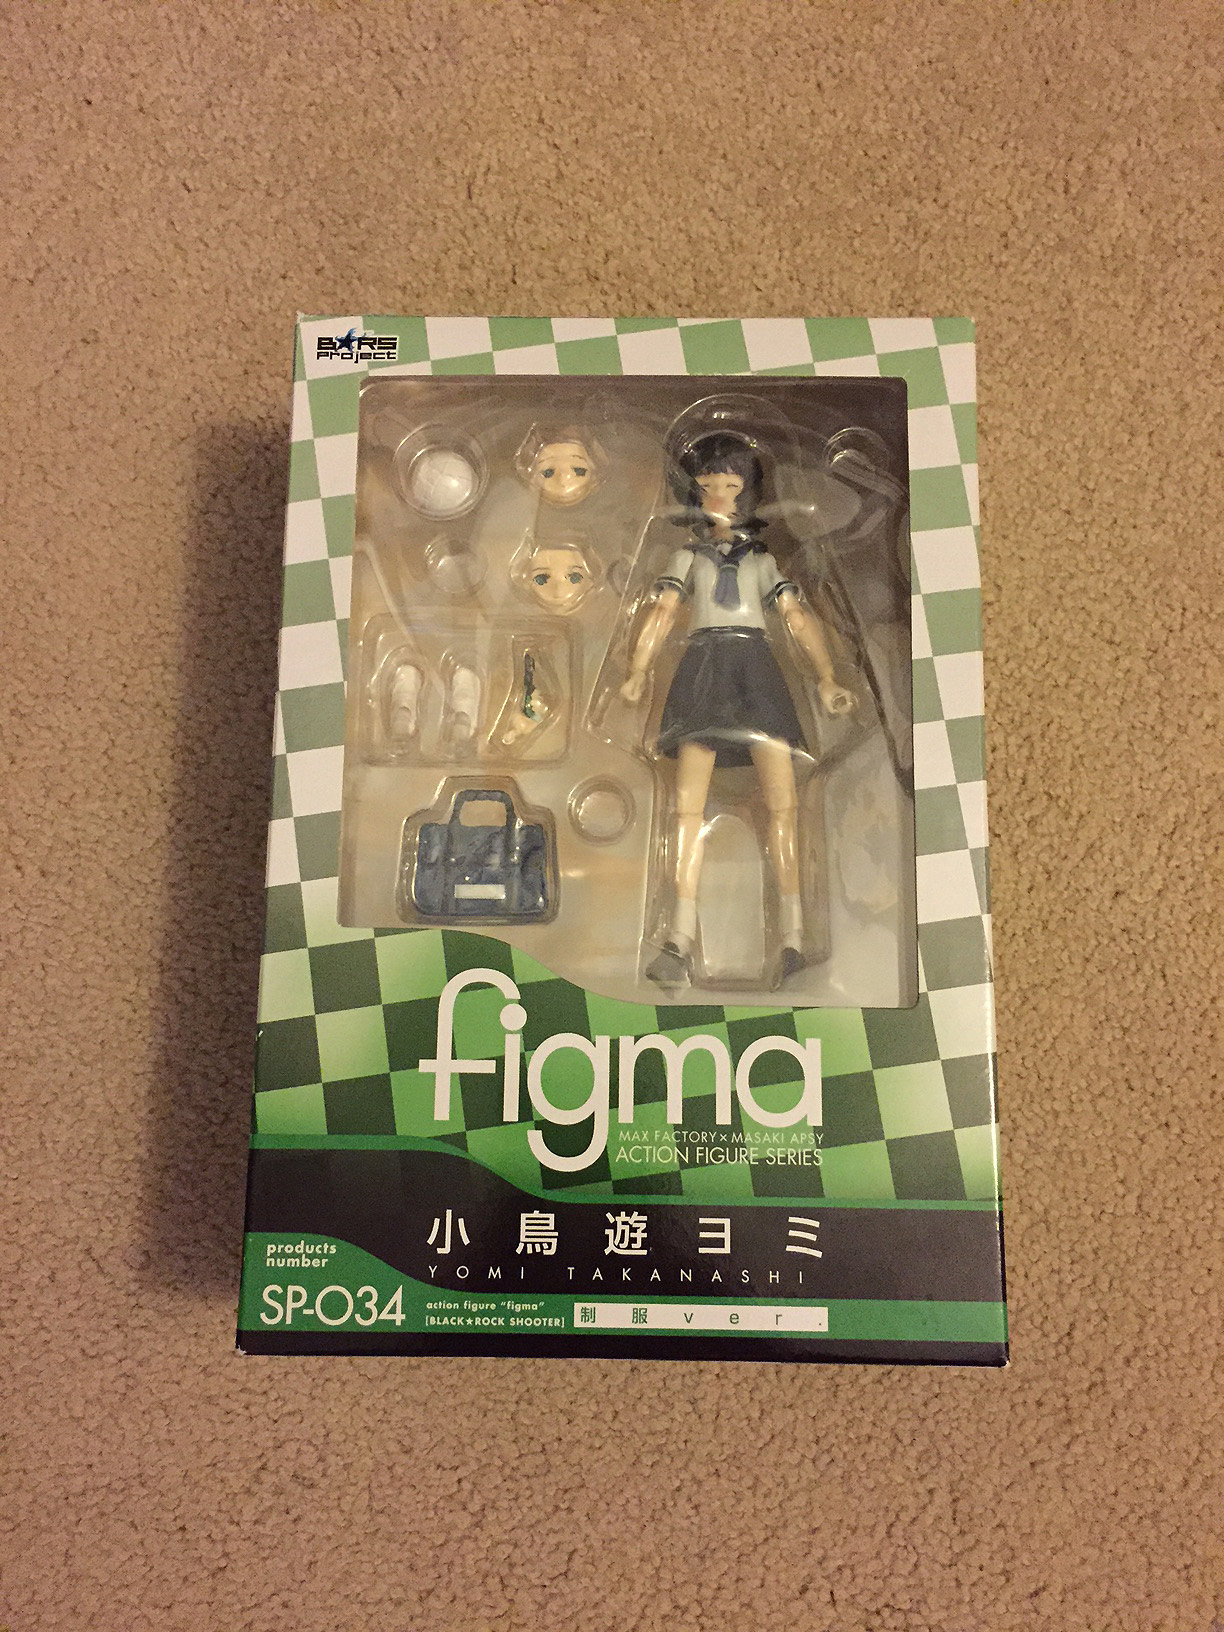 B★RS
Project
figma
MAX FACTORY×MASAKI APSY
ACTION FIGURE SERIES
小鳥遊ヨミ
YOMI TAKANASHI
products
number
SP-034
action figure "figma"
[BLACK★ROCK SHOOTER]
制服ver.